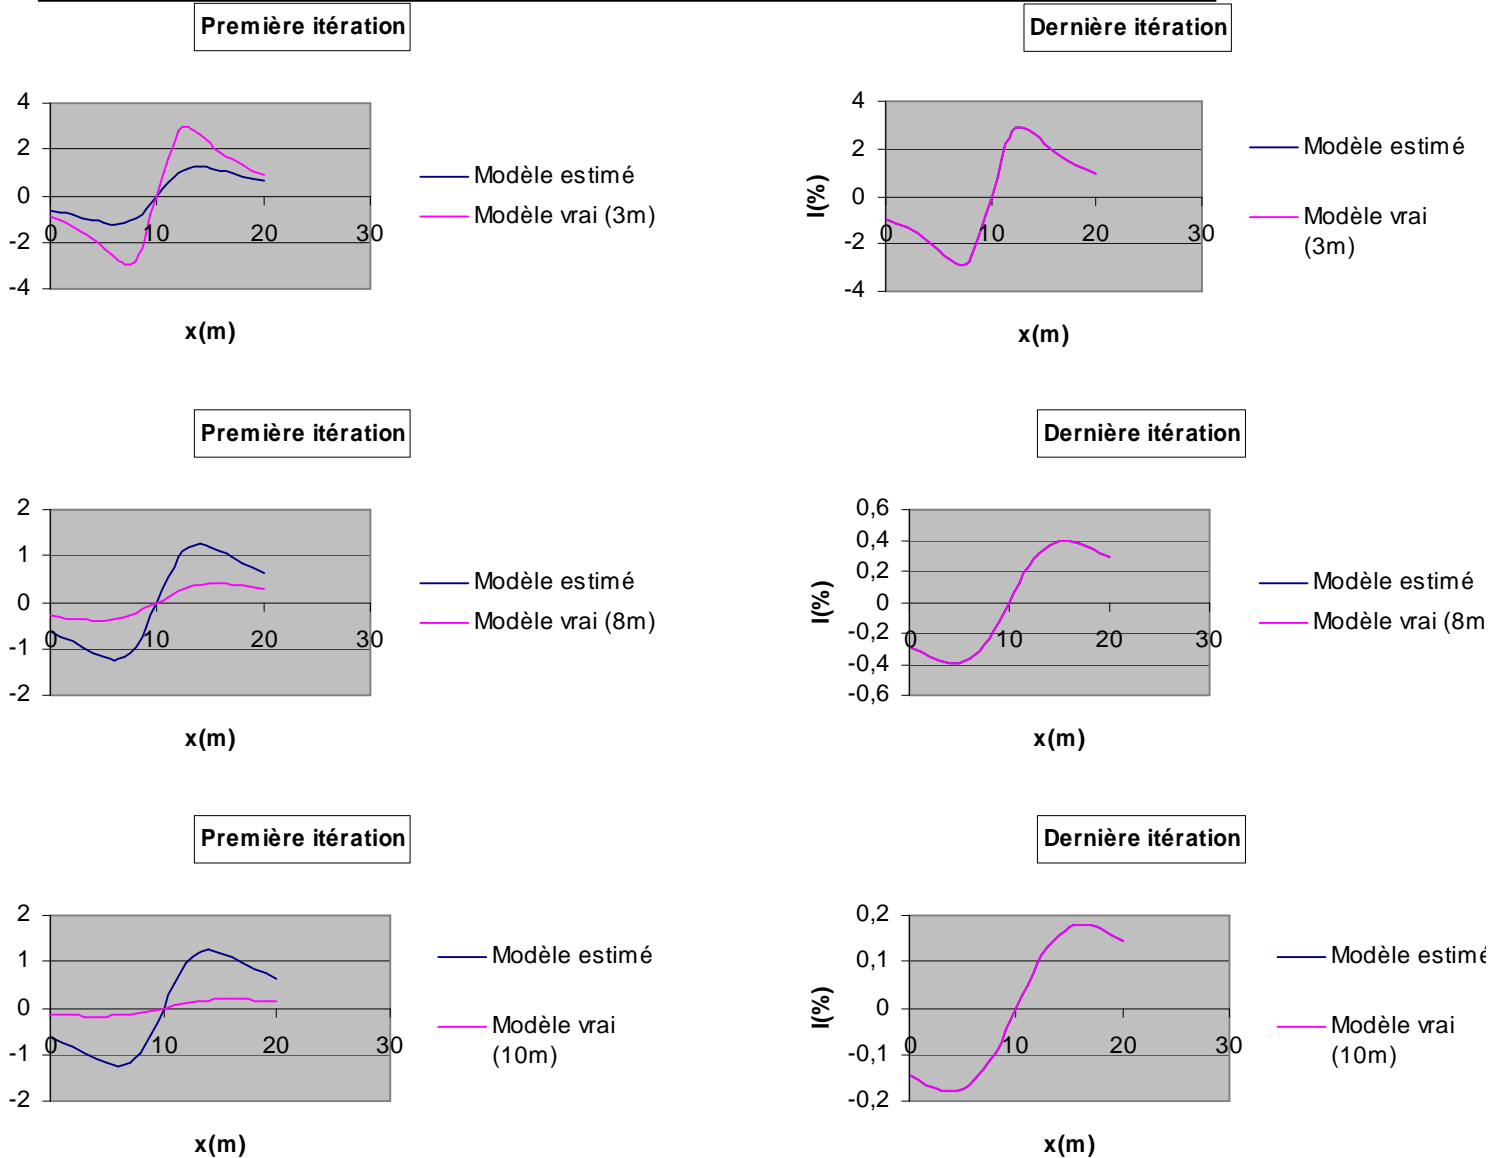 Première itération
Dernière itération
4
2
0
-2
-4
0
10
20
30
x(m)
Modèle estimé
Modèle vrai (3m)
I(%)
4
2
0
-2
-4
0
10
20
30
x(m)
Modèle estimé
Modèle vrai
(3m)
Première itération
Dernière itération
2
1
0
-1
-2
0
10
20
30
x(m)
Modèle estimé
Modèle vrai (8m)
I(%)
0,6
0,4
0,2
0
-0,2
-0,4
-0,6
0
10
20
30
x(m)
Modèle estimé
Modèle vrai (8m
Première itération
Dernière itération
2
1
0
-1
-2
0
10
20
30
x(m)
Modèle estimé
Modèle vrai
(10m)
I(%)
0,2
0,1
0
-0,1
-0,2
0
10
20
30
x(m)
Modèle estimé
Modèle vrai
(10m)